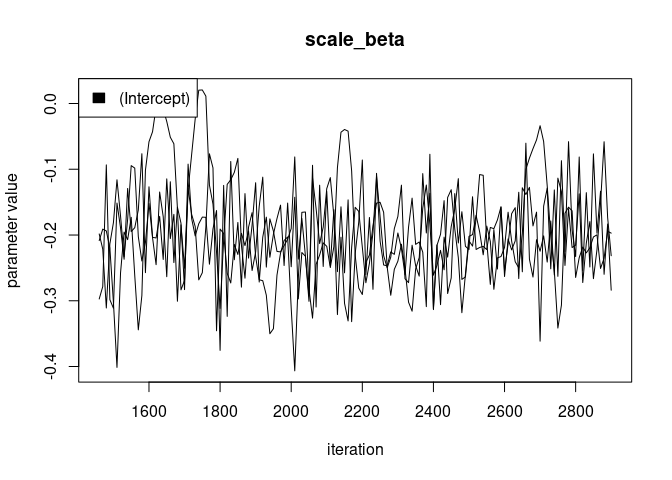 scale_beta
(Intercept)
0.0
-0.1
-0.2
-0.3
-0.4
parameter value
1600 1800 2000 2200 2400 2600 2800
iteration